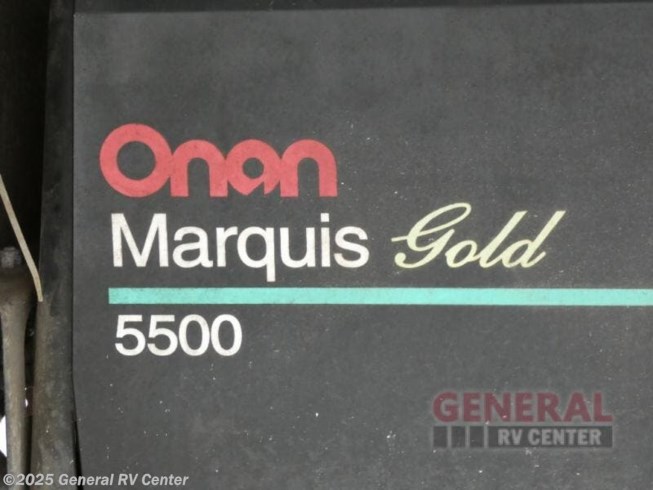 Onan
Marquis Gold
5500
GENERAL
RV CENTER
©2025 General RV Center